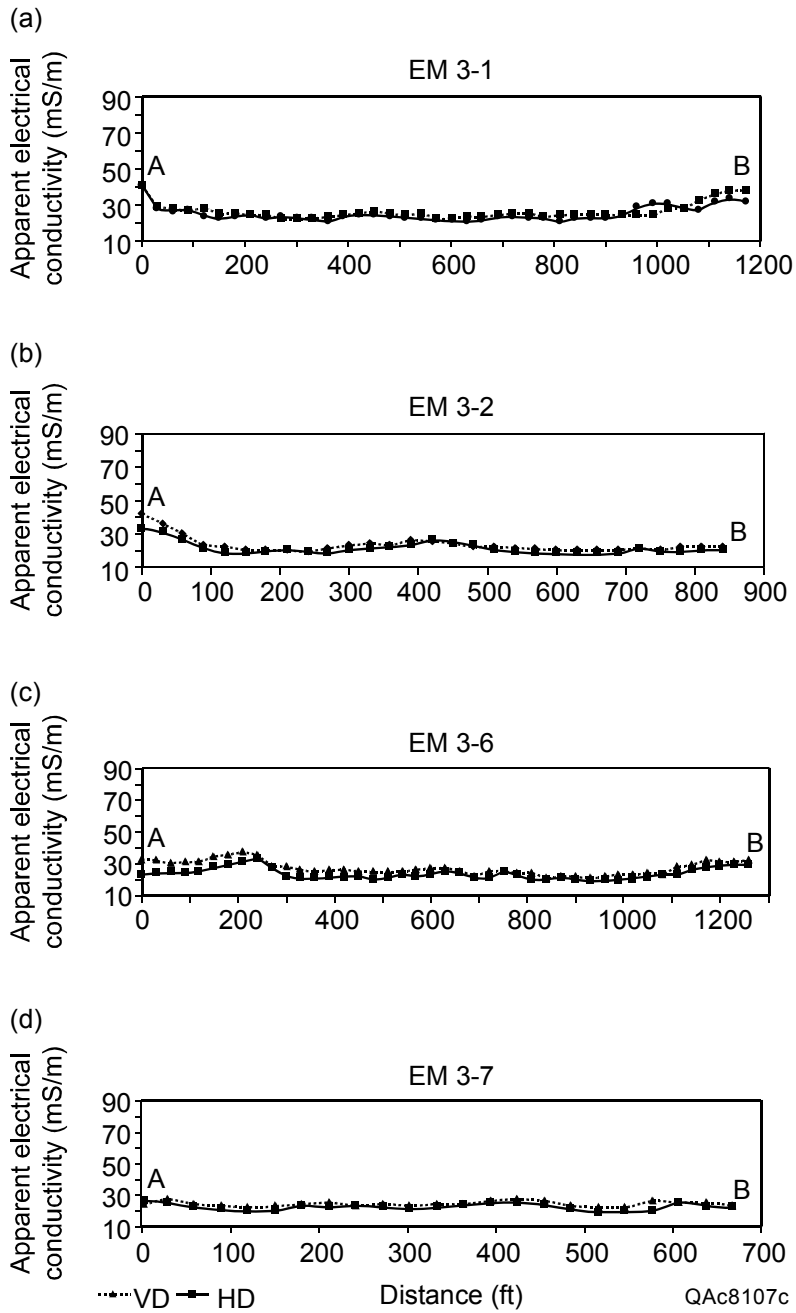 (a)
EM 3-1
Apparent electrical
conductivity (mS/m)
90
70
50
30
10
A
B
0 200 400 600 800 1000 1200
(b)
EM 3-2
Apparent electrical
conductivity (mS/m)
90
70
50
30
10
A
B
0 100 200 300 400 500 600 700 800 900
(c)
EM 3-6
Apparent electrical
conductivity (mS/m)
90
70
50
30
10
A
B
0 200 400 600 800 1000 1200
(d)
EM 3-7
Apparent electrical
conductivity (mS/m)
90
70
50
30
10
A
B
0 100 200 300 400 500 600 700
VD HD Distance (ft) QAc8107c